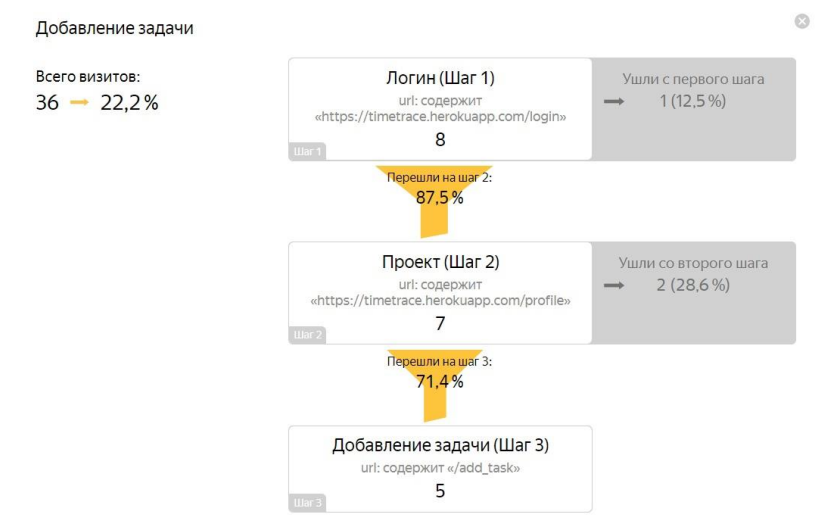 Добавление задачи
Всего визитов:
36 → 22,2 %
Логин (Шаг 1)
url: содержит
«https://timetrace.herokuapp.com/login»
8
Шаг 1
Ушли с первого шага
→ 1 (12,5 %)
Перешли на шаг 2:
87,5 %
Проект (Шаг 2)
url: содержит
«https://timetrace.herokuapp.com/profile»
7
Шаг 2
Ушли со второго шага
→ 2 (28,6 %)
Перешли на шаг 3:
71,4 %
Добавление задачи (Шаг 3)
url: содержит «/add_task»
5
Шаг 3